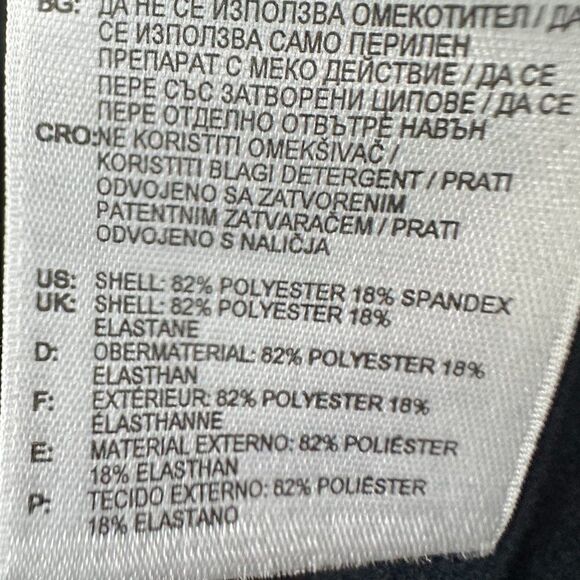 BG: ДА НЕ СЕ ИЗПОЛЗВА ОМЕКОТИТЕЛ / ДА
СЕ ИЗПОЛЗВА САМО ПЕРИЛЕН
ПРЕПАРАТ С МЕКО ДЕЙСТВИЕ / ДА СЕ
ПЕРЕ СЪС ЗАТВОРЕНИ ЦИПОВЕ / ДА СЕ
ПЕРЕ ОТДЕЛНО ОТВЪТРЕ НАВЪН
CRO: NE KORISTITI OMEKŠIVAČ /
KORISTITI BLAGI DETERGENT / PRATI
ODVOJENO SA ZATVORENIM
PATENTNIM ZATVARAČEM / PRATI
ODVOJENO S NALIČJA
US: SHELL: 82% POLYESTER 18% SPANDEX
UK: SHELL: 82% POLYESTER 18%
ELASTANE
D: OBERMATERIAL: 82% POLYESTER 18%
ELASTHAN
F: EXTÉRIEUR: 82% POLYESTER 18%
ÉLASTHANNE
E: MATERIAL EXTERNO: 82% POLIÉSTER
18% ELASTHAN
P: TECIDO EXTERNO: 82% POLIÉSTER
18% ELASTANO